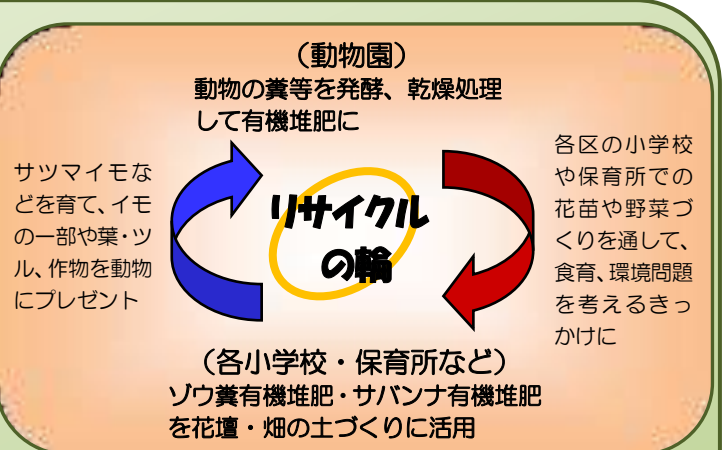 （動物園）
動物の糞等を発酵、乾燥処理
して有機堆肥に
各区の小学校
や保育所での
花苗や野菜づ
くりを通して、
食育、環境問題
を考えるきっ
かけに
サツマイモな
どを育て、イモ
の一部や葉・ツ
ル、作物を動物
にプレゼント
リサイクル
の輪
（各小学校・保育所など）
ゾウ糞有機堆肥・サバンナ有機堆肥
を花壇・畑の土づくりに活用